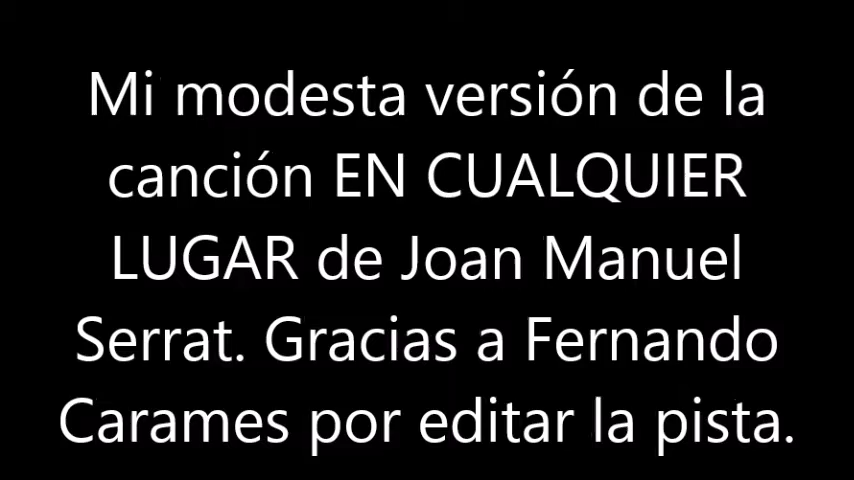 Mi modesta versión de la
canción EN CUALQUIER
LUGAR de Joan Manuel
Serrat. Gracias a Fernando
Carames por editar la pista.